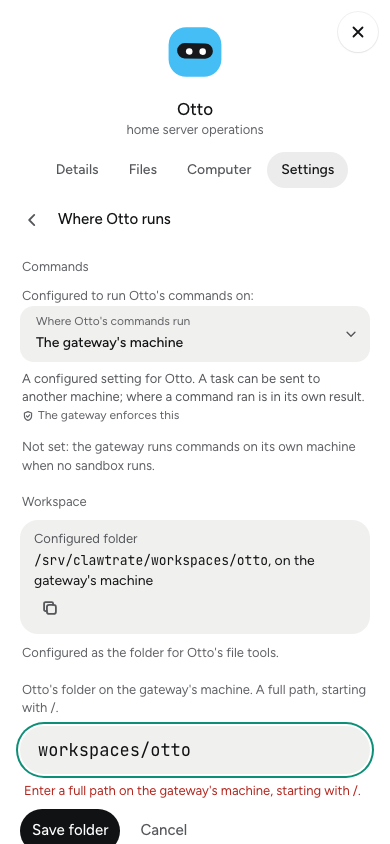 Otto
home server operations
Details Files Computer Settings
Where Otto runs
Commands
Configured to run Otto's commands on:
Where Otto's commands run
The gateway's machine
A configured setting for Otto. A task can be sent to
another machine; where a command ran is in its own result.
The gateway enforces this
Not set: the gateway runs commands on its own machine
when no sandbox runs.
Workspace
Configured folder
/srv/clawtrate/workspaces/otto, on the
gateway's machine
Configured as the folder for Otto's file tools.
Otto's folder on the gateway's machine. A full path, starting
with /.
workspaces/otto
Enter a full path on the gateway's machine, starting with /.
Save folder Cancel